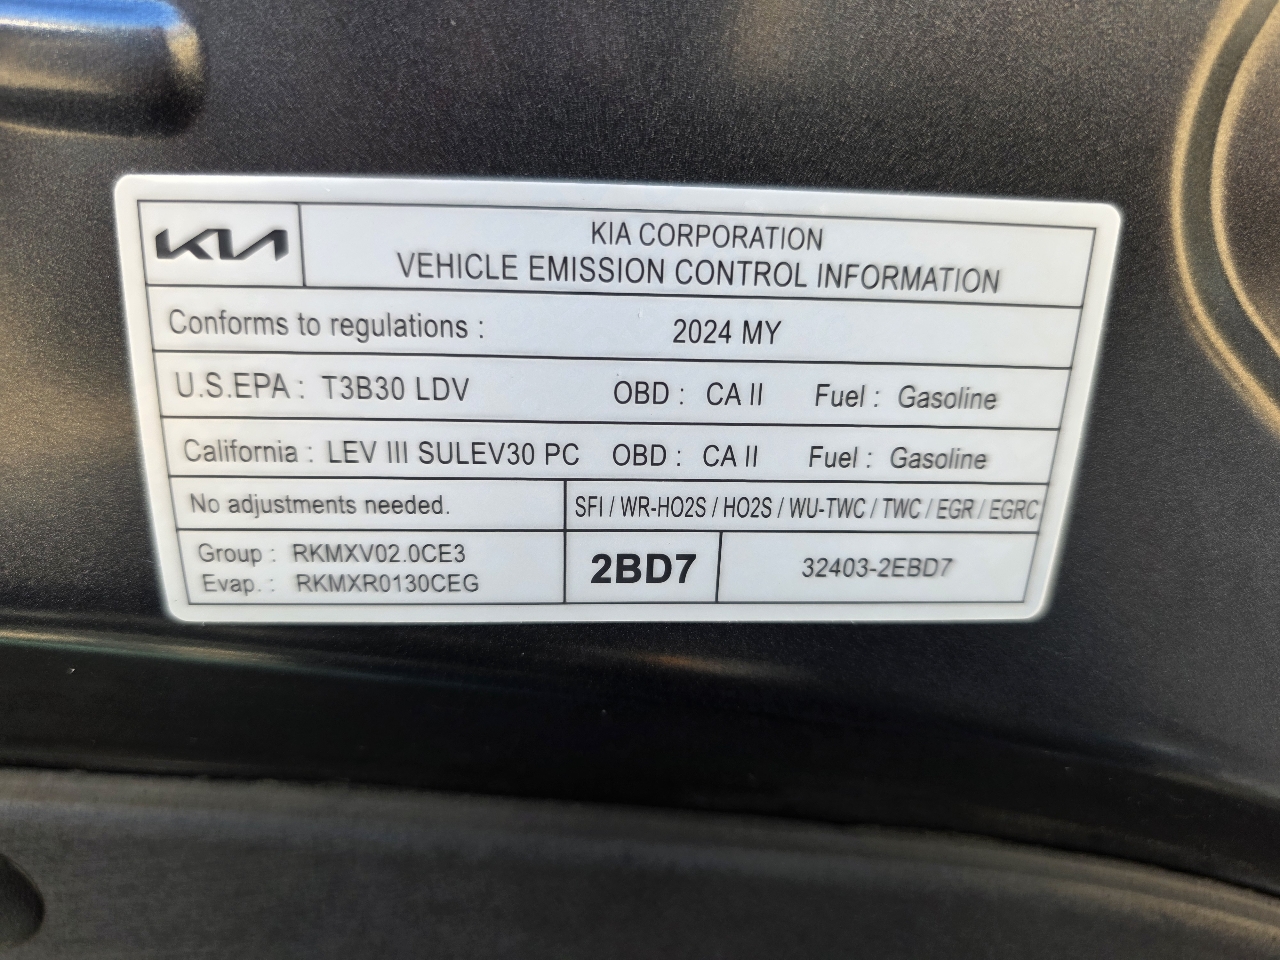 KIA
KIA CORPORATION
VEHICLE EMISSION CONTROL INFORMATION
Conforms to regulations : 2024 MY
U.S.EPA : T3B30 LDV OBD : CA II Fuel : Gasoline
California : LEV III SULEV30 PC OBD : CA II Fuel : Gasoline
No adjustments needed. SFI / WR-HO2S / HO2S / WU-TWC / TWC / EGR / EGRC
Group : RKMXV02.0CE3
Evap. : RKMXR0130CEG
2BD7
32403-2EBD7